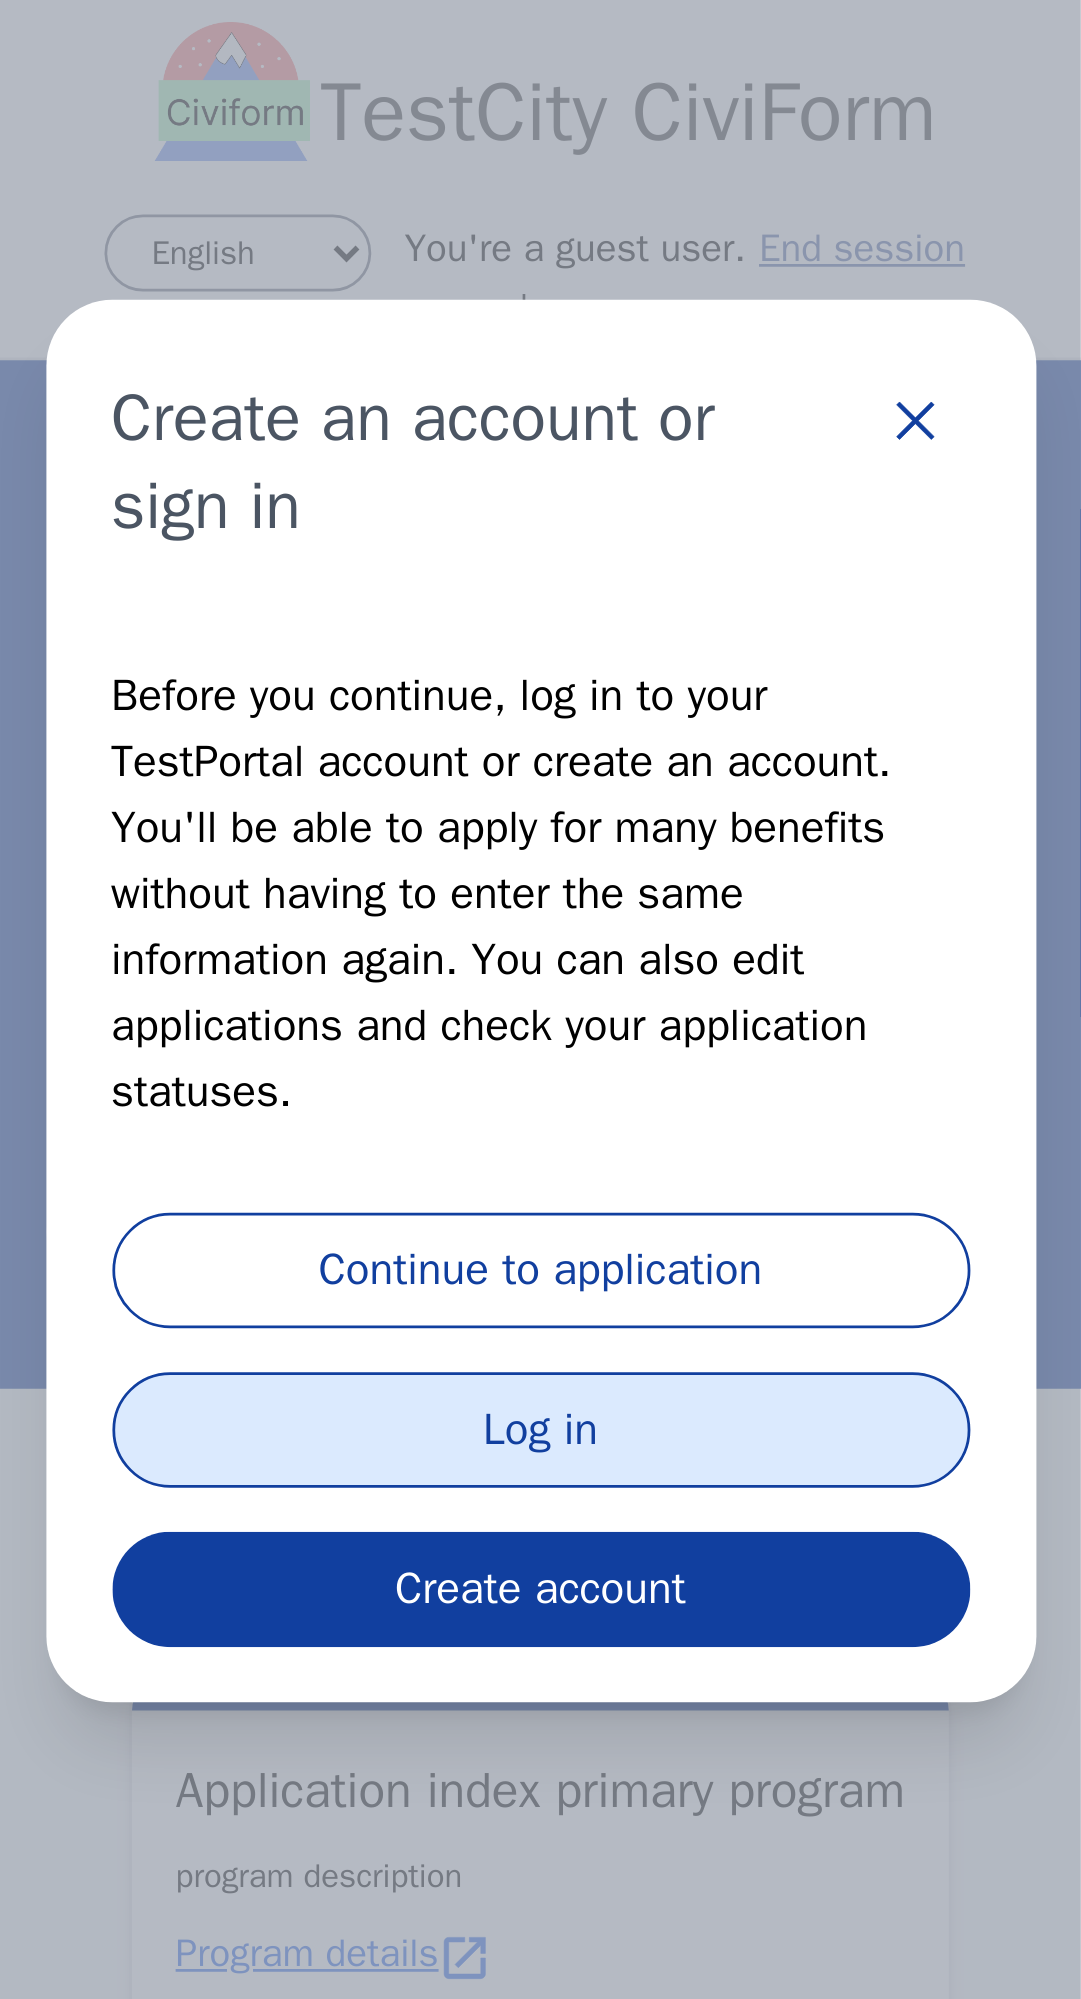 Civiform
TestCity CiviForm
English
You're a guest user. End session
Create an account or
sign in
Before you continue, log in to your
TestPortal account or create an account.
You'll be able to apply for many benefits
without having to enter the same
information again. You can also edit
applications and check your application
statuses.
Continue to application
Log in
Create account
Application index primary program
program description
Program details